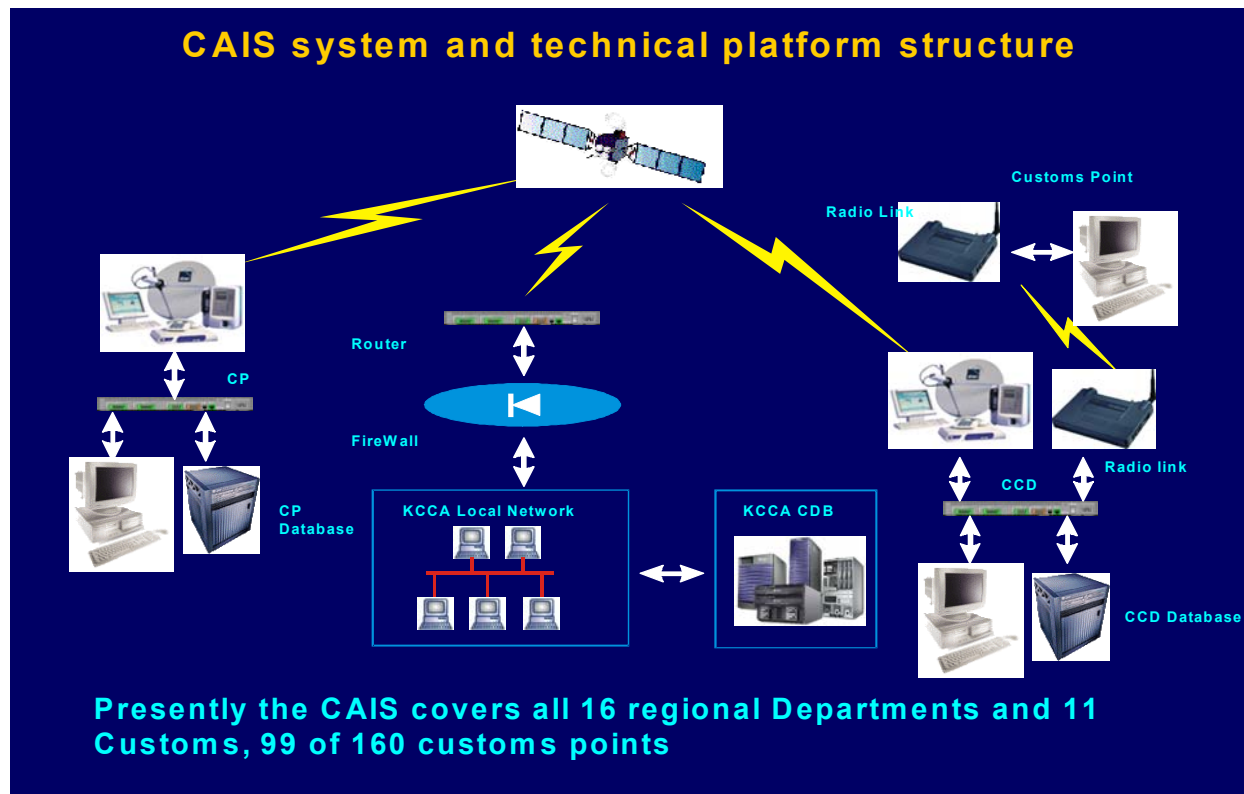 CAIS system and technical platform structure
Customs Point
Radio Link
Router
CP
FireWall
Radio link
CCD
CP
Database
KCCA Local Network
KCCA CDB
CCD Database
Presently the CAIS covers all 16 regional Departments and 11
Customs, 99 of 160 customs points